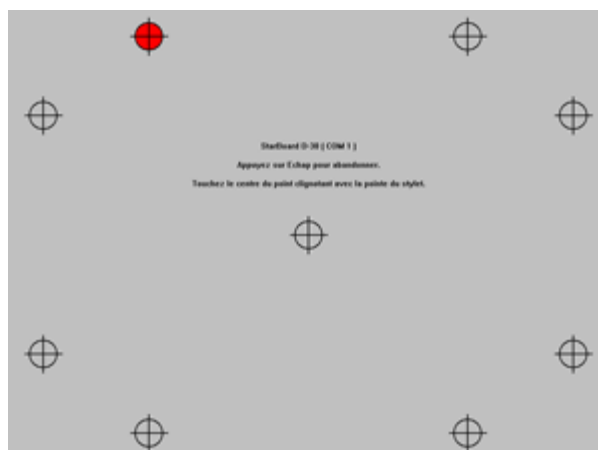 StarBoard D-30 ( COM 1 )
Appuyez sur Echap pour abandonner.
Touchez le centre du point clignotant avec la pointe du stylet.